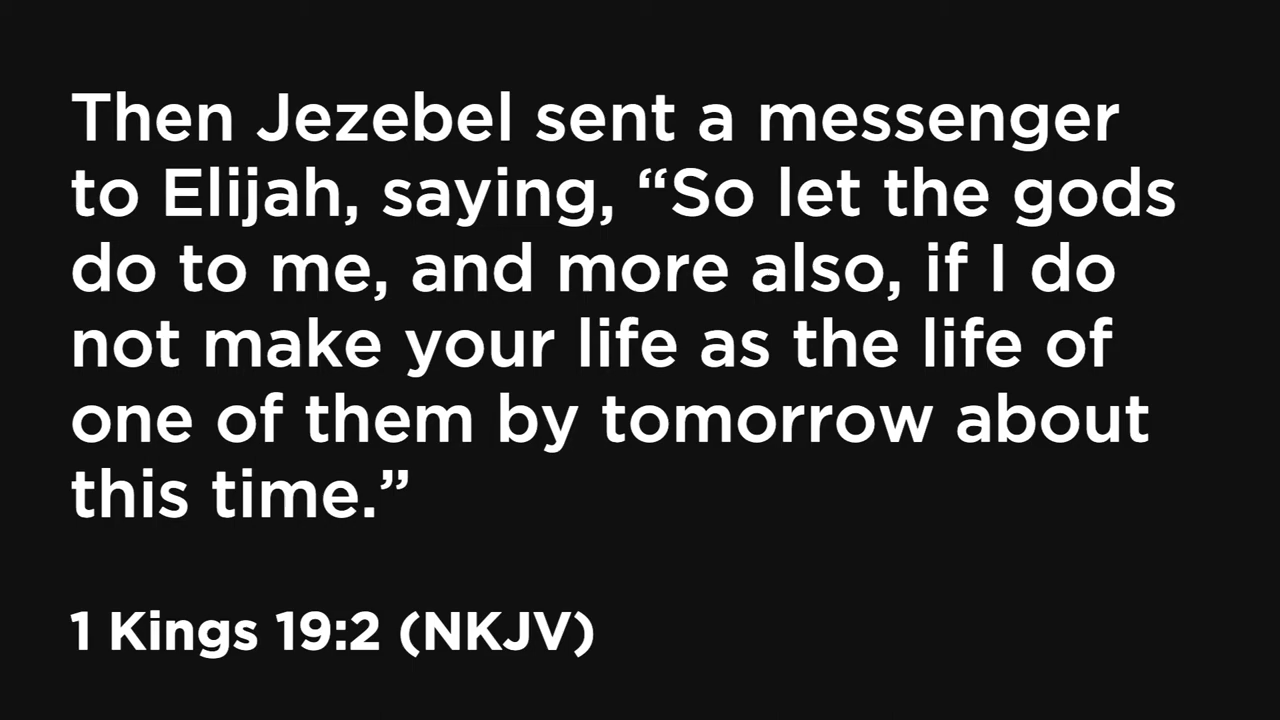 Then Jezebel sent a messenger
to Elijah, saying, “So let the gods
do to me, and more also, if I do
not make your life as the life of
one of them by tomorrow about
this time.”
1 Kings 19:2 (NKJV)